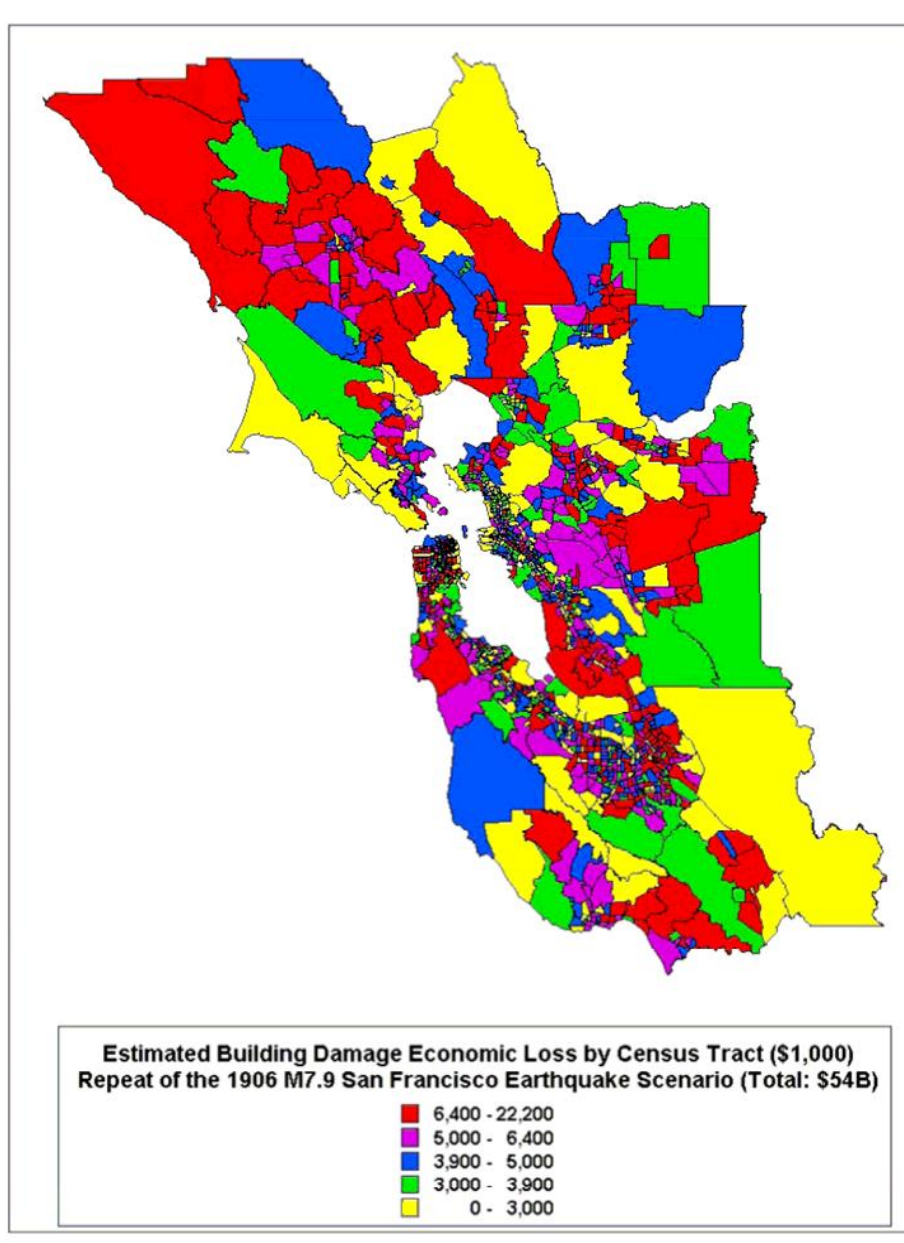 Estimated Building Damage Economic Loss by Census Tract ($1,000)
Repeat of the 1906 M7.9 San Francisco Earthquake Scenario (Total: $54B)
6,400 - 22,200
5,000 - 6,400
3,900 - 5,000
3,000 - 3,900
0 - 3,000